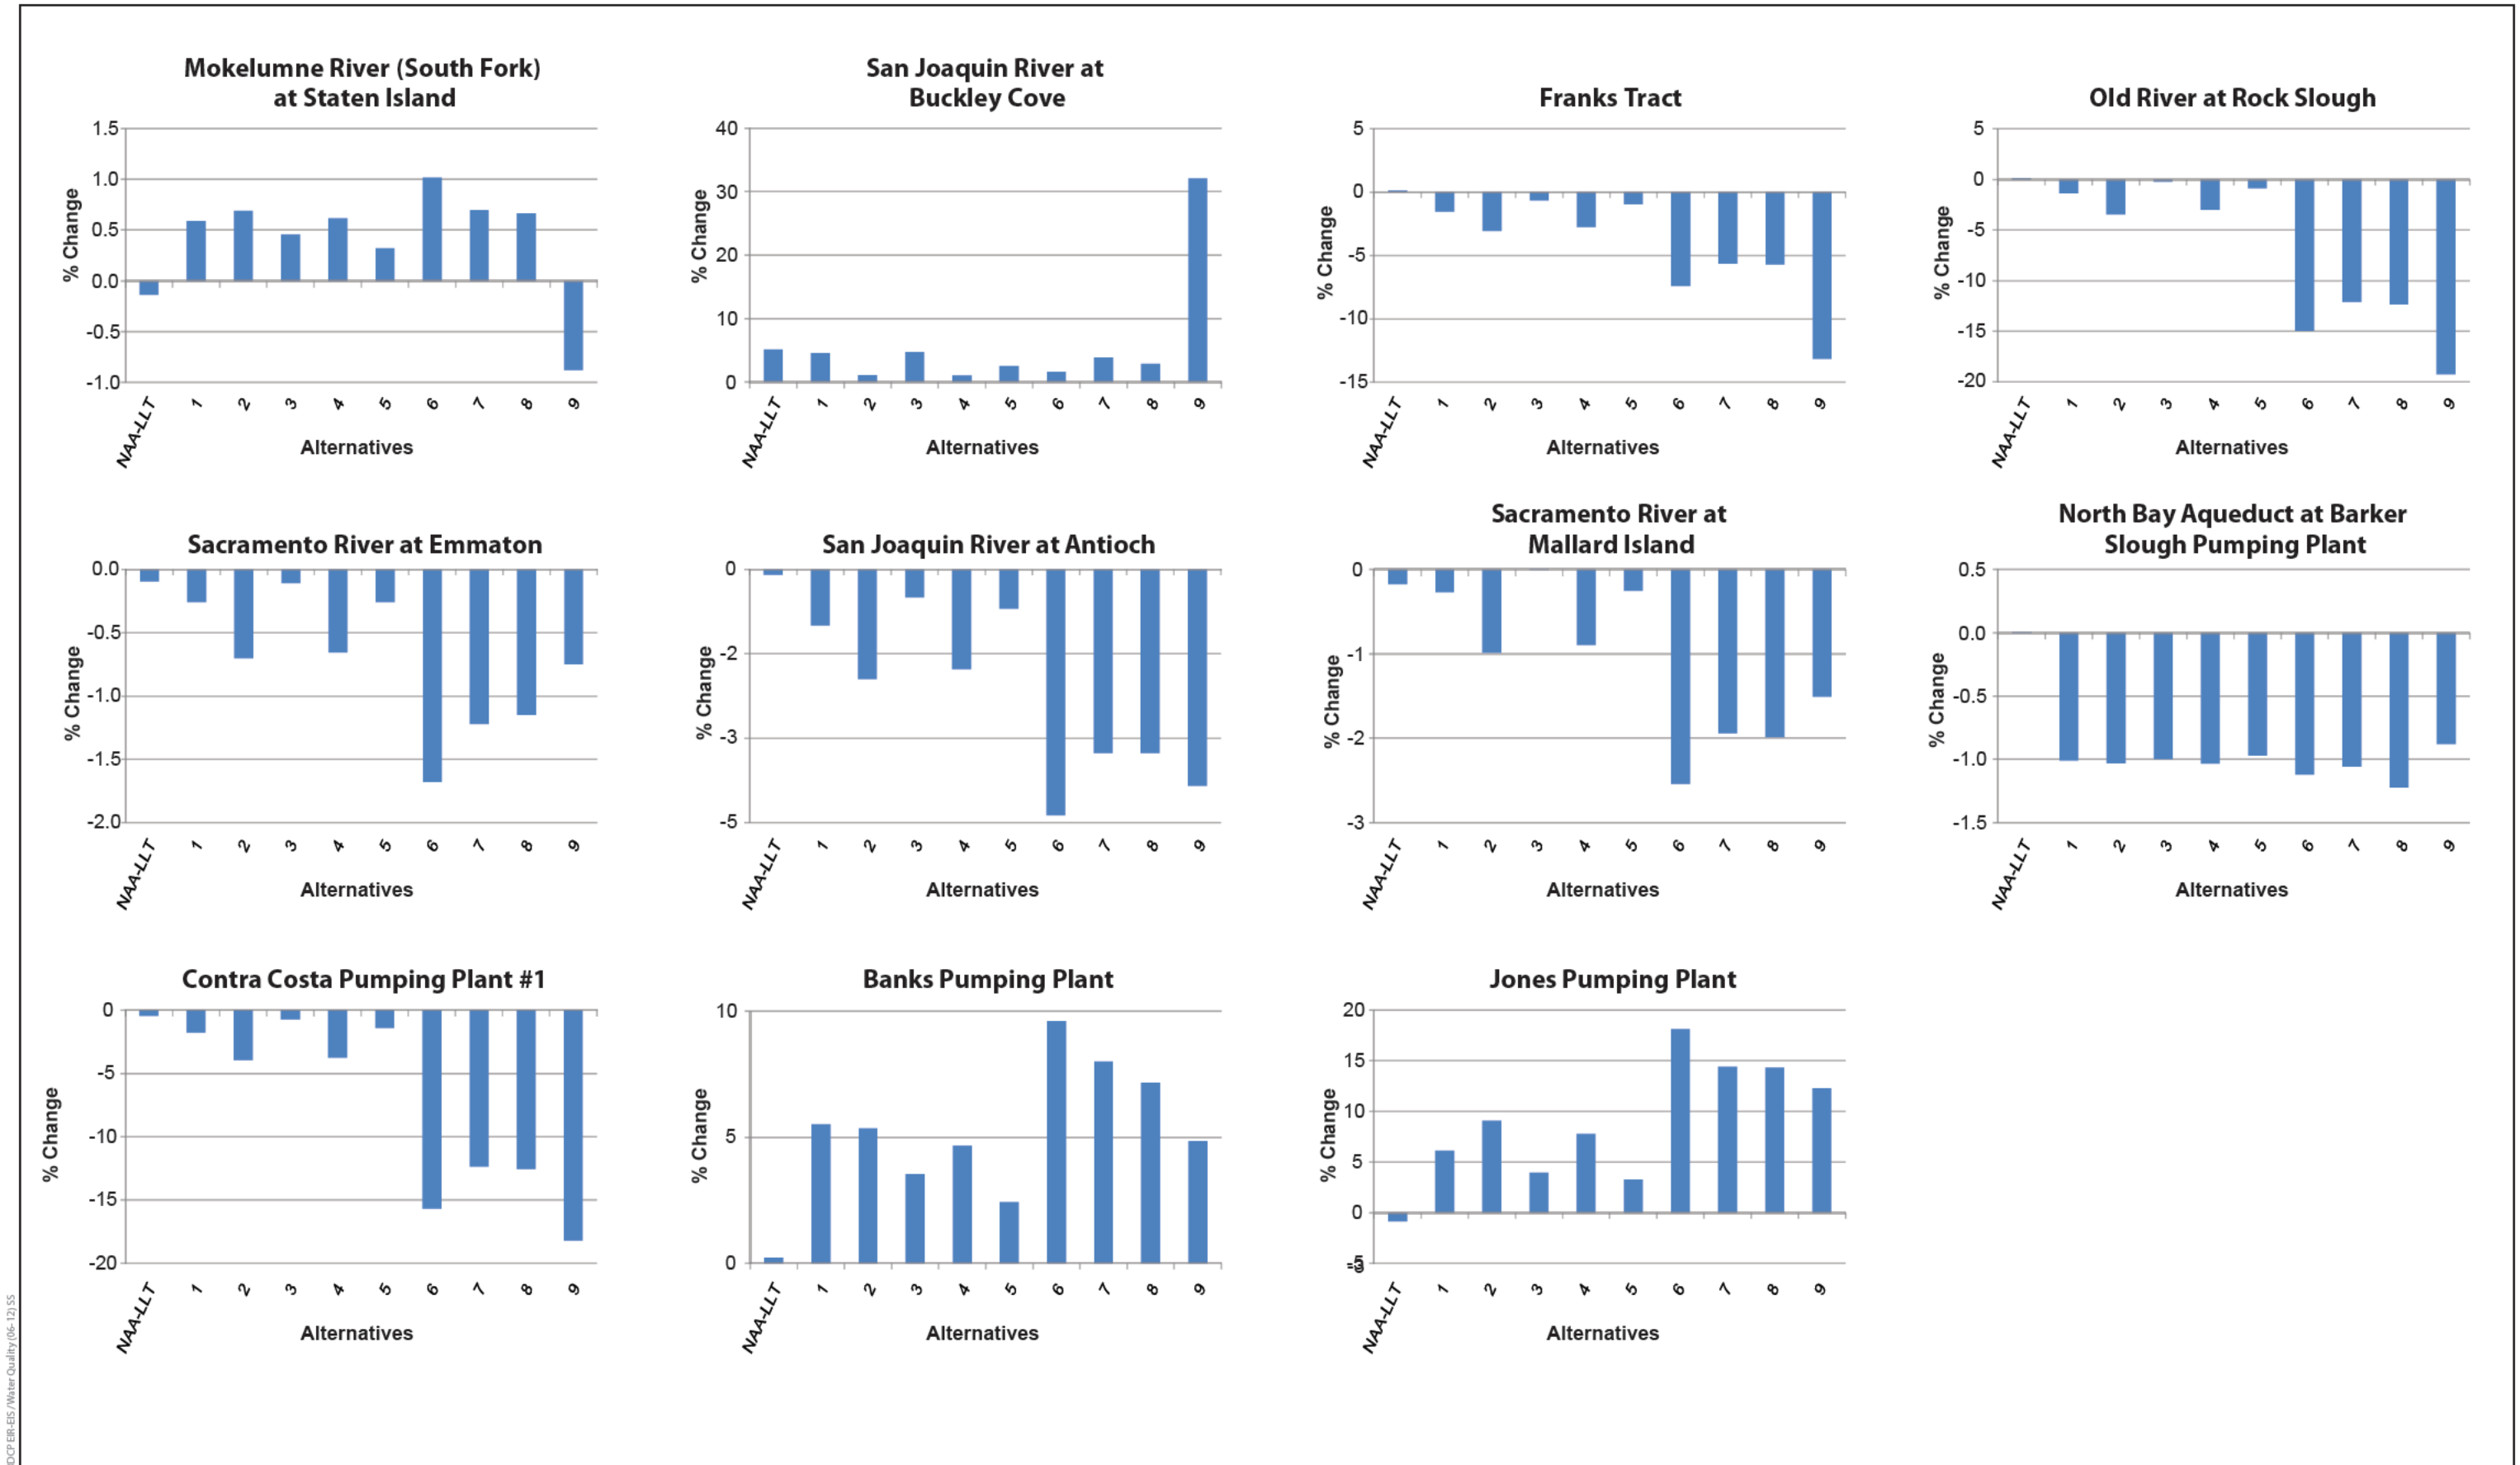 Mokelumne River (South Fork)
at Staten Island
1.5
1.0
0.5
0.0
-0.5
-1.0
% Change
NAA-LLT 1 2 3 4 5 6 7 8 9
Alternatives
San Joaquin River at
Buckley Cove
40
30
20
10
0
% Change
NAA-LLT 1 2 3 4 5 6 7 8 9
Alternatives
Franks Tract
5
0
-5
-10
-15
% Change
NAA-LLT 1 2 3 4 5 6 7 8 9
Alternatives
Old River at Rock Slough
5
0
-5
-10
-15
-20
% Change
NAA-LLT 1 2 3 4 5 6 7 8 9
Alternatives
Sacramento River at Emmaton
0.0
-0.5
-1.0
-1.5
-2.0
% Change
NAA-LLT 1 2 3 4 5 6 7 8 9
Alternatives
San Joaquin River at Antioch
0
-2
-3
-5
% Change
NAA-LLT 1 2 3 4 5 6 7 8 9
Alternatives
Sacramento River at
Mallard Island
0
-1
-2
-3
% Change
NAA-LLT 1 2 3 4 5 6 7 8 9
Alternatives
North Bay Aqueduct at Barker
Slough Pumping Plant
0.5
0.0
-0.5
-1.0
-1.5
% Change
NAA-LLT 1 2 3 4 5 6 7 8 9
Alternatives
Contra Costa Pumping Plant #1
0
-5
-10
-15
-20
% Change
NAA-LLT 1 2 3 4 5 6 7 8 9
Alternatives
Banks Pumping Plant
10
5
0
% Change
NAA-LLT 1 2 3 4 5 6 7 8 9
Alternatives
Jones Pumping Plant
20
15
10
5
0
-5
% Change
NAA-LLT 1 2 3 4 5 6 7 8 9
Alternatives
DCP EIR-EIS / Water Quality (06-12) SS